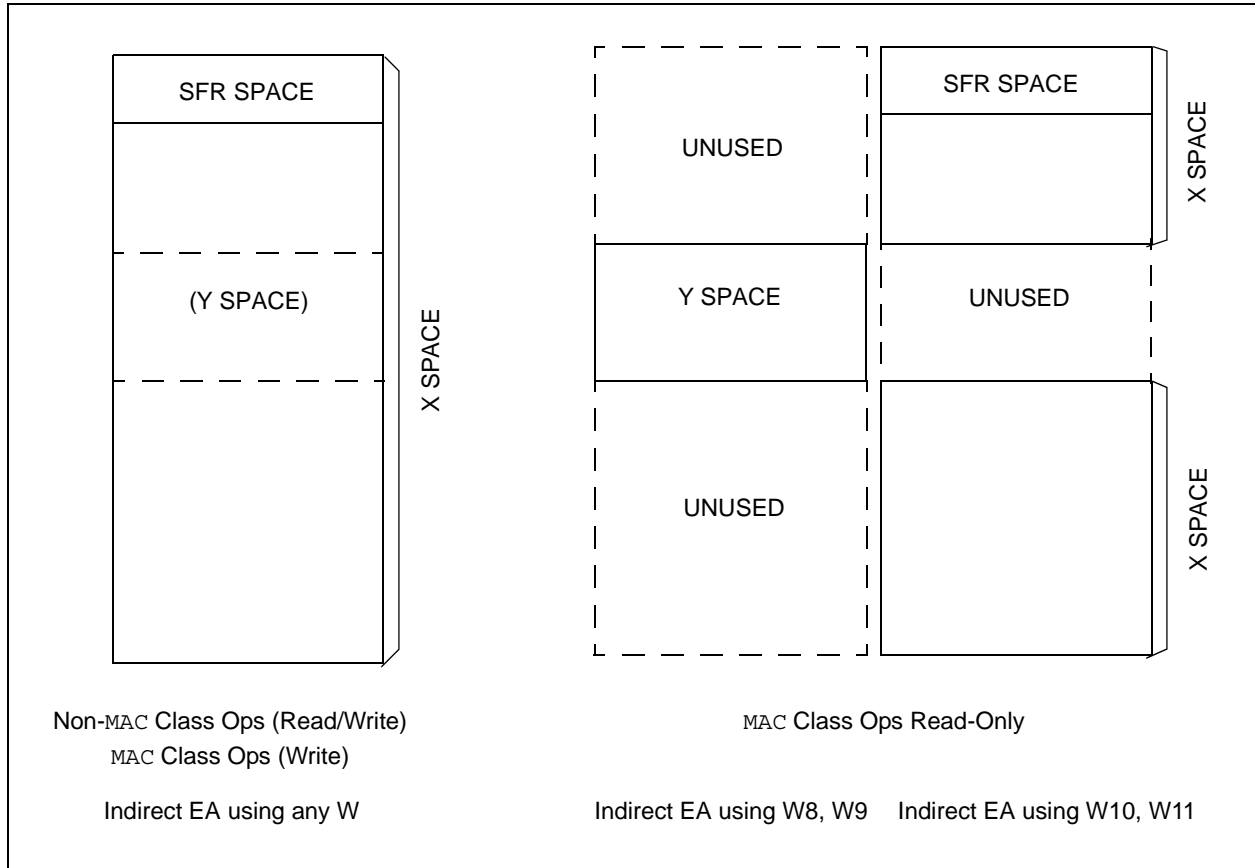 SFR SPACE
(Y SPACE)
X SPACE
UNUSED
Y SPACE
UNUSED
SFR SPACE
X SPACE
UNUSED
X SPACE
Non-MAC Class Ops (Read/Write)
MAC Class Ops (Write)
Indirect EA using any W
MAC Class Ops Read-Only
Indirect EA using W8, W9
Indirect EA using W10, W11